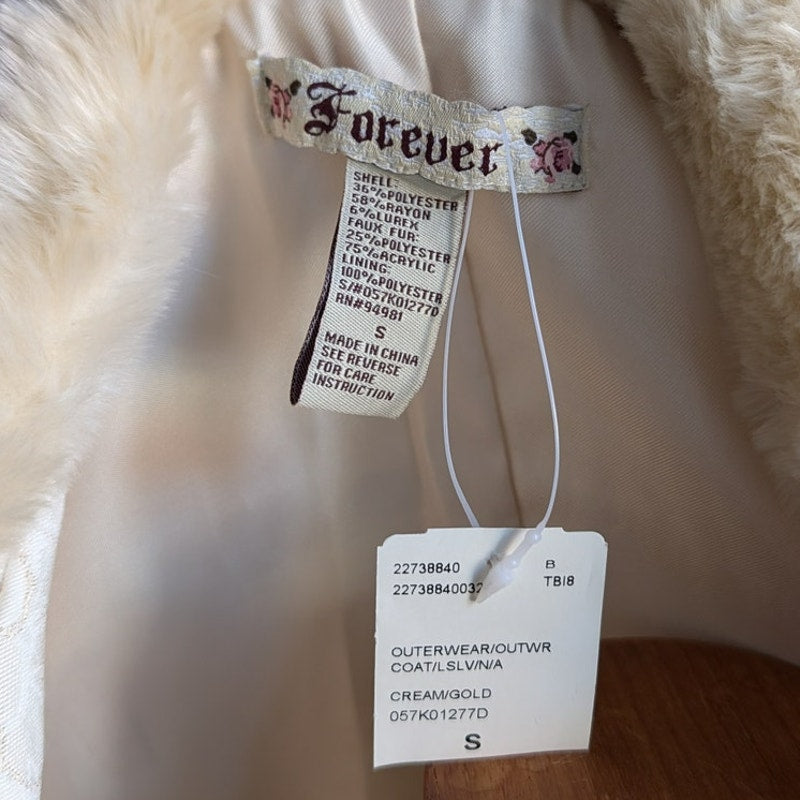 Forever
SHELL:
36%POLYESTER
58%RAYON
6%LUREX
FAUX FUR:
25%POLYESTER
75%ACRYLIC
LINING:
100%POLYESTER
S/#057K01277D
RN#94981
S
MADE IN CHINA
SEE REVERSE
FOR CARE
INSTRUCTION
22738840 B
22738840032 TBI8
OUTERWEAR/OUTWR
COAT/LSLV/N/A
CREAM/GOLD
057K01277D
S